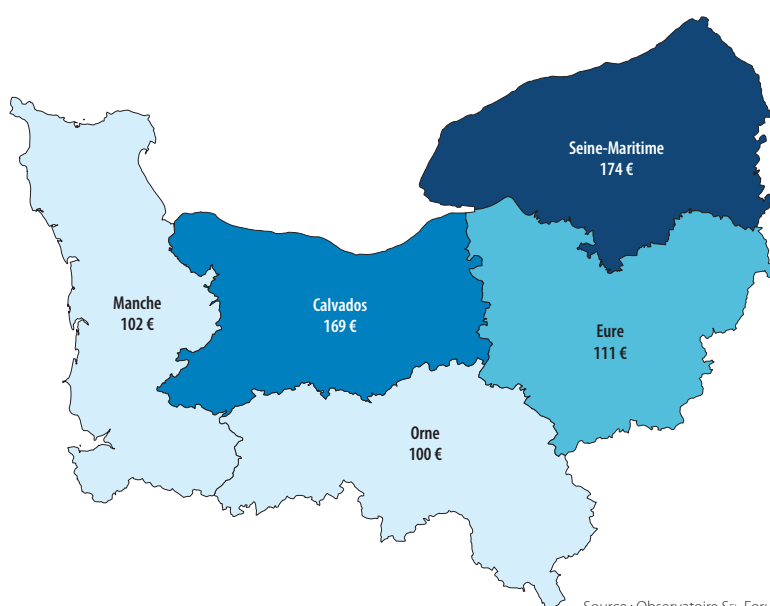 Seine-Maritime
174 €
Manche
102 €
Calvados
169 €
Eure
111 €
Orne
100 €
Source : Observatoire